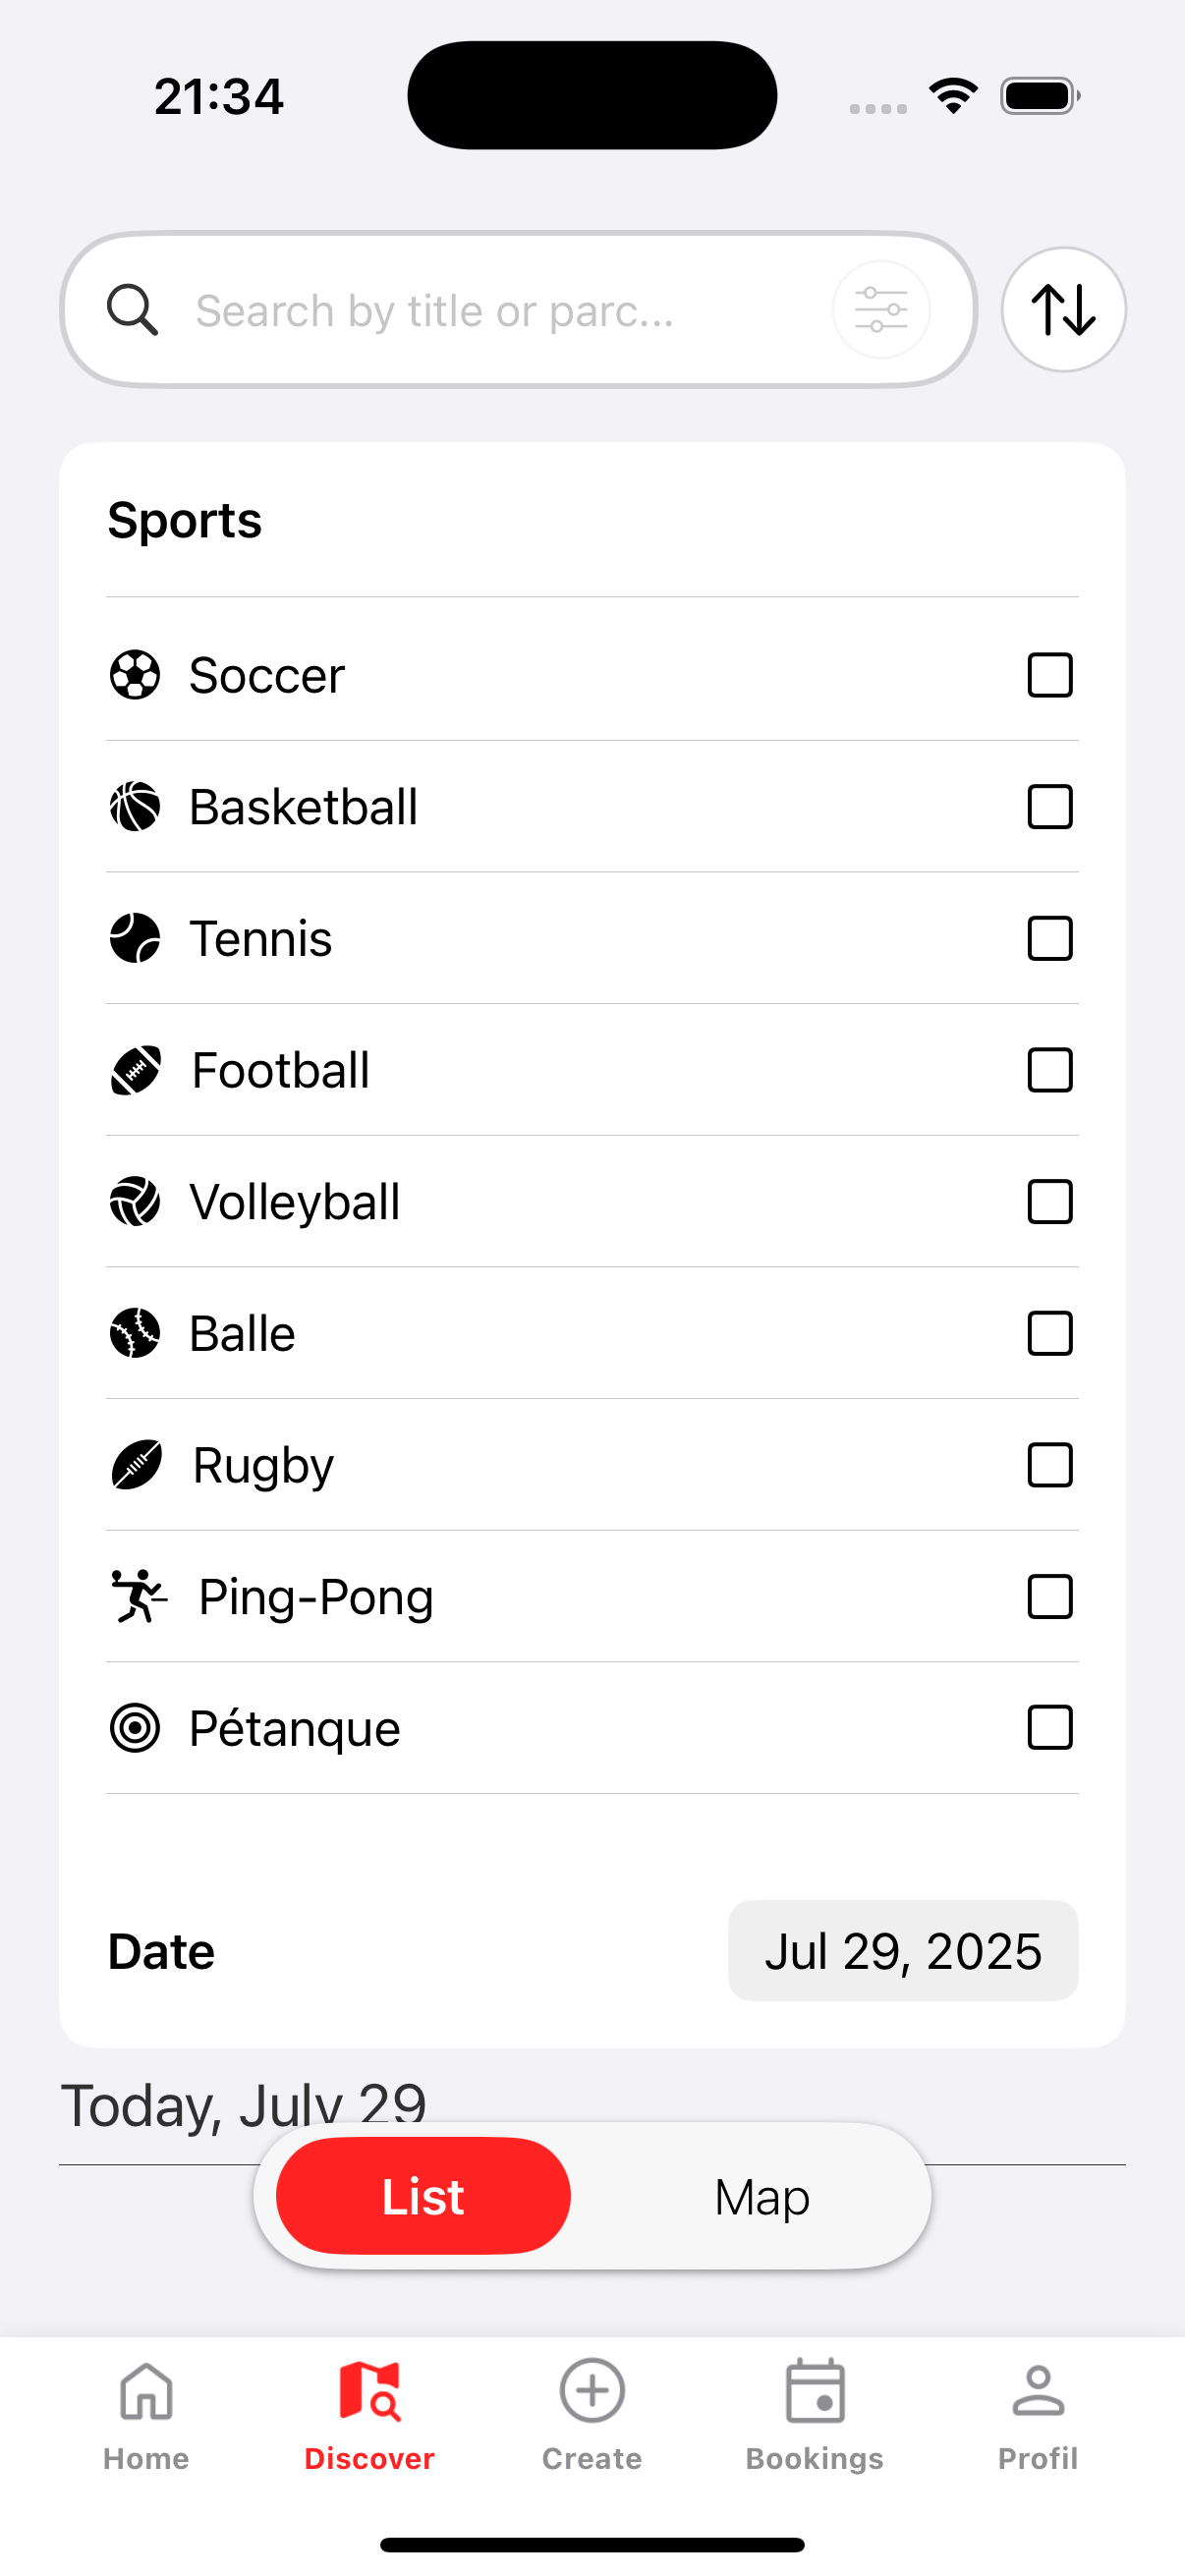 21:34
Search by title or parc...
Sports
Soccer
Basketball
Tennis
Football
Volleyball
Balle
Rugby
Ping-Pong
Pétanque
Date
Jul 29, 2025
Today, July 29
List
Map
Home
Discover
Create
Bookings
Profil